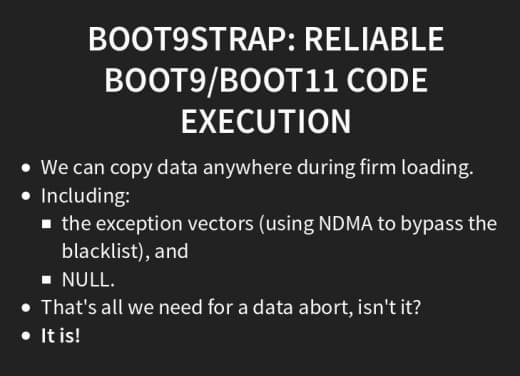 BOOT9STRAP: RELIABLE
BOOT9/BOOT11 CODE
EXECUTION
We can copy data anywhere during firm loading.
Including:
the exception vectors (using NDMA to bypass the
blacklist), and
NULL.
That's all we need for a data abort, isn't it?
It is!